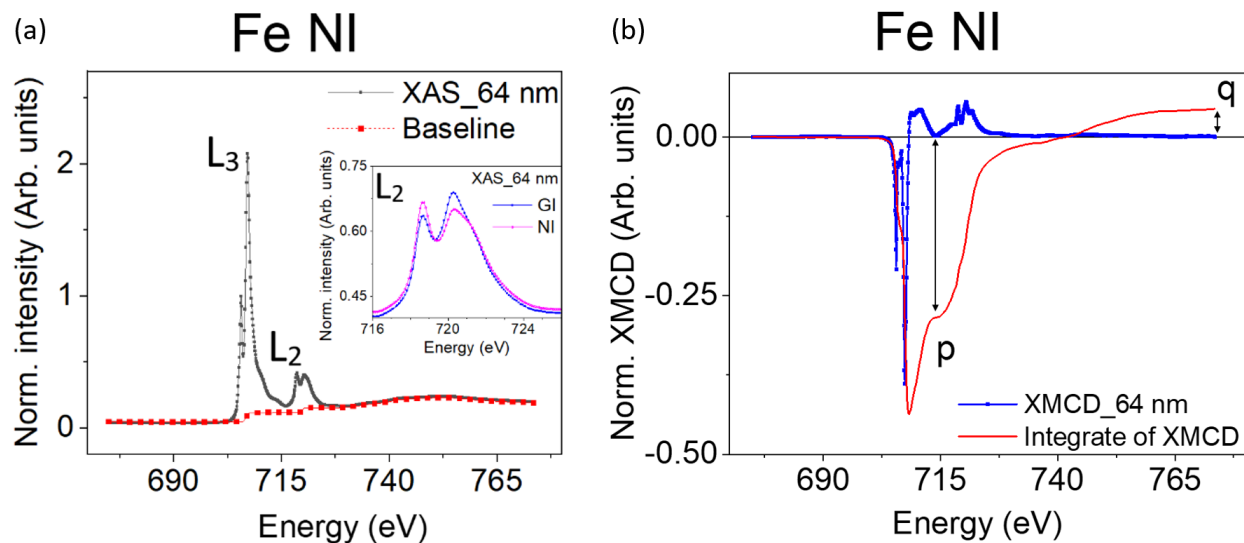 (a)
Fe NI
Norm. intensity (Arb. units)
2
1
0
XAS_64 nm
Baseline
L3
L2
0.75
0.60
0.45
Norm. intensity (Arb. units)
L2
XAS_64 nm
GI
NI
716
718
720
722
724
Energy (eV)
690
715
740
765
Energy (eV)
(b)
Fe NI
Norm. XMCD (Arb. units)
0.00
-0.25
-0.50
q
p
XMCD_64 nm
Integrate of XMCD
690
715
740
765
Energy (eV)